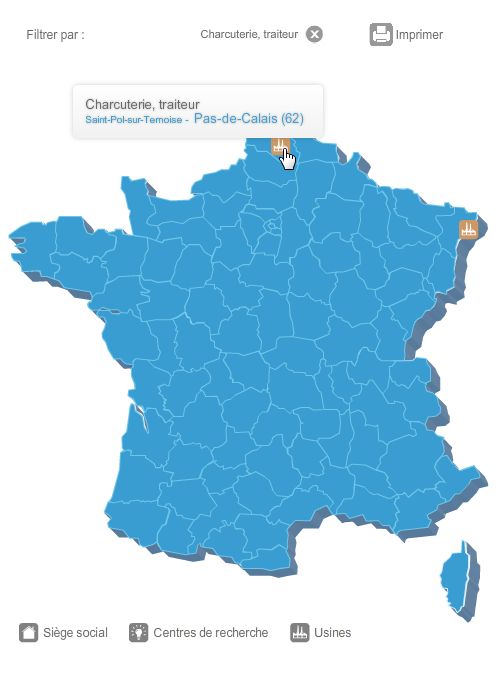 Filtrer par : Charcuterie, traiteur Imprimer
Charcuterie, traiteur
Saint-Pol-sur-Ternoise - Pas-de-Calais (62)
Siège social Centres de recherche Usines